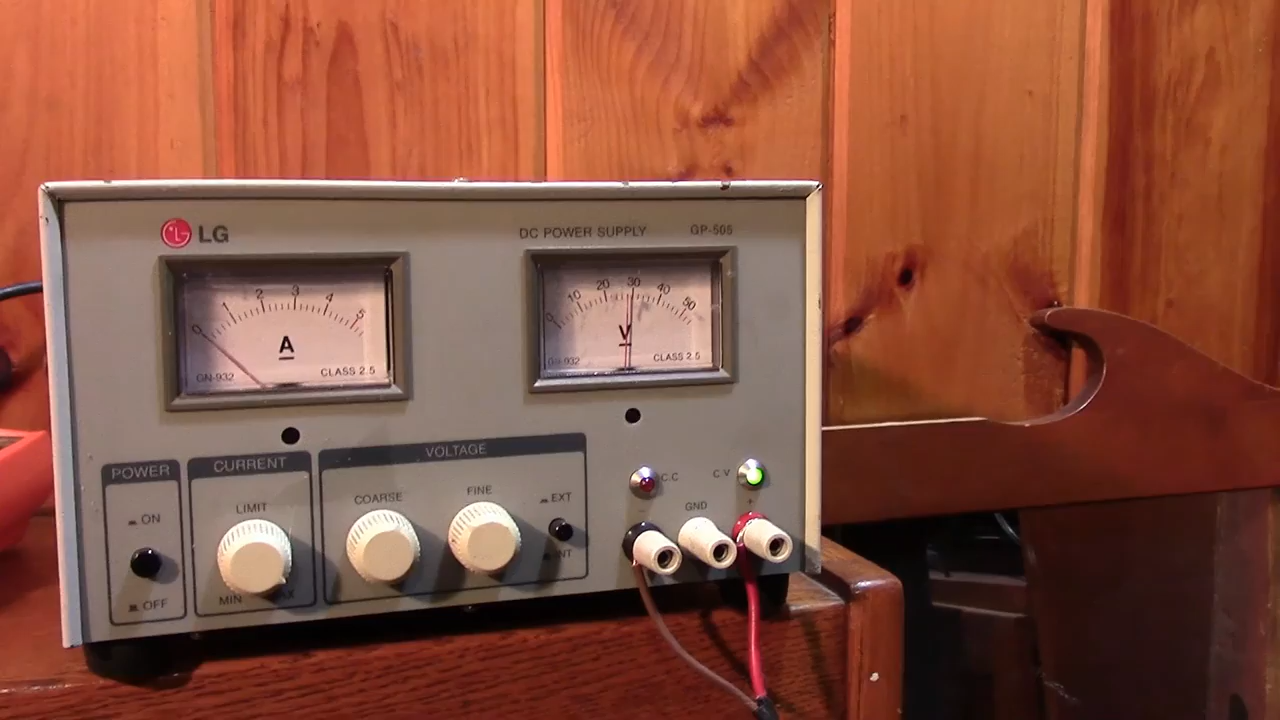 LG
DC POWER SUPPLY GP-505
0 1 2 3 4 5
A
GN-932 CLASS 2.5
0 10 20 30 40 50
V
GN-932 CLASS 2.5
POWER
ON
OFF
CURRENT
LIMIT
MIN
VOLTAGE
COARSE FINE
EXT
INT
C.C C.V
- GND +